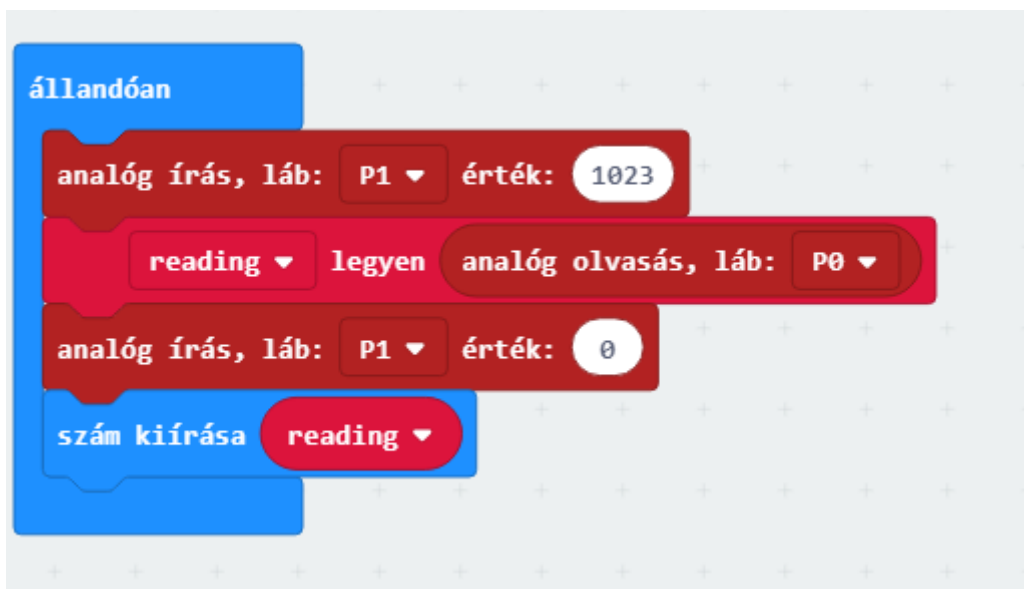 állandóan
analóg írás, láb: P1 érték: 1023
reading legyen analóg olvasás, láb: P0
analóg írás, láb: P1 érték: 0
szám kiírása reading